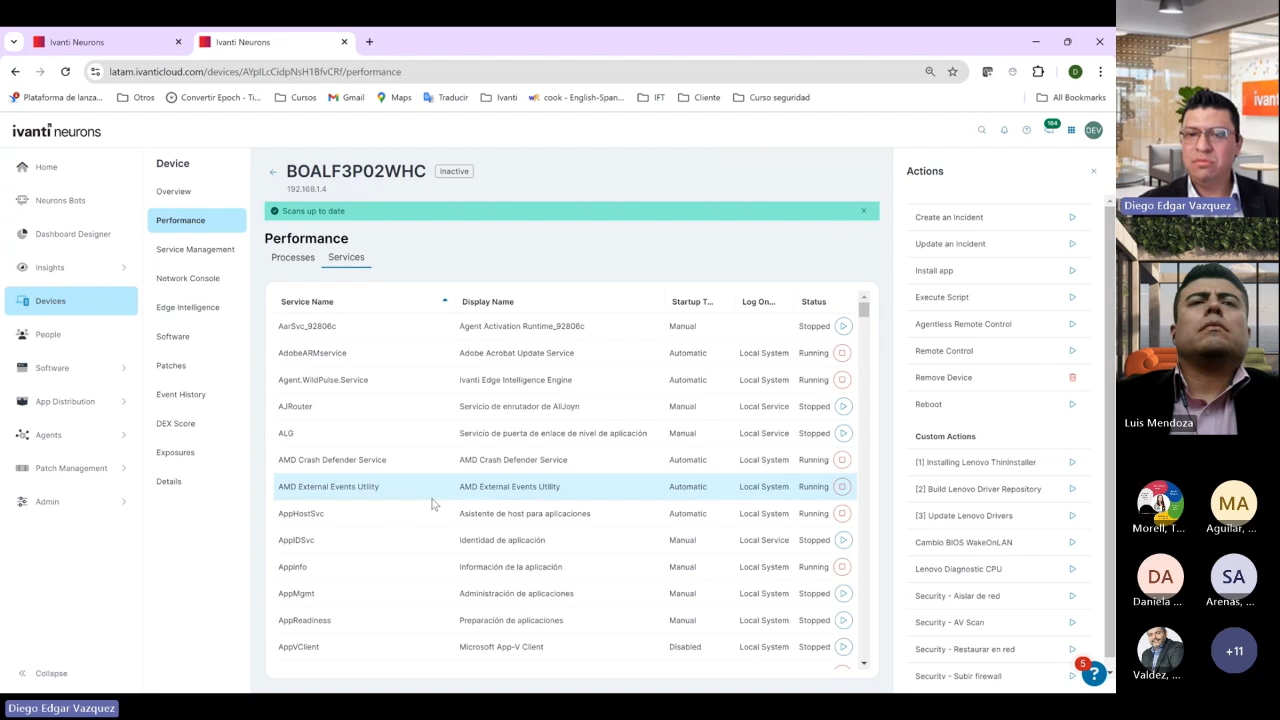 Ivanti Neurons
Ivanti Neurons
latam.ivanticloud.com/devices/AYpILcCidpNsH1BfvCRf/performance
D
Plataforma de lanza...
Otros
Convertir Epoch - Ti...
Cursos
Gmail
Maps
Traducir
Ivanti
cook - English-Span...
IFT
Cliente
Curso seguridad
All Bookmarks
ivanti neurons
184
DEV
Home
Neurons Bots
Dashboard Designer
Insights
Devices
People
Software
App Distribution
Agents
Patch Management
Admin
Collapse
Device
Overview
Performance
Service Management
Network Console
Edge Intelligence
Software
Patches
Event History
DEX Score
Exposures
Details
BOALF3P02WHC Inactive
192.168.1.4
Scans up to date
Performance
Processes Services
Service Name Display Name Startup T... Log On... Status
AarSvc_92806c Agent Activation Runtime_92806c Manual Stopped
AdobeARMservice Adobe Acrobat Update Service Automatic Local System Running
Agent.WildPulse.Service Ivanti Edge Intelligence Engine Automatic Local System Running
AJRouter Servicio de enrutador de AllJoyn Manual Local Service Stopped
ALG Servicio de puerta de enlace de nivel de aplicación Manual Local Service Stopped
AMD Crash Defender Service AMD Crash Defender Service Automatic Local System Running
AMD External Events Utility AMD External Events Utility Automatic Local System Running
AppHostSvc Asistente de host para aplicaciones Automatic Local System Running
AppIDSvc Identidad de aplicación Manual Local Service Stopped
Appinfo Información de la aplicación Manual Local System Running
AppMgmt Administración de aplicaciones Manual Local System Stopped
AppReadiness Preparación de aplicaciones Manual Local System Stopped
AppVClient Microsoft App-V Client Disabled Local System Stopped
Actions
Create an Incident
Update an Incident
Install app
Execute Script
Agentless Remote Control
Remote Control
Remove Device
Reboot
Custom Actions
[1] Installing Lenovo ThinInstaller
[2] Build Lenovo Driver Repository
[3] Update Lenovo Drivers
Cambio BIOS WakeOnLAN
Lenovo Diagnostic CPU
Security - Aislar de red
Security - AV Scan
Security - Restaurar en red
Security - Subir firewall
5
?
ivanti
Diego Edgar Vazquez
Luis Mendoza
Morell, T...
MA
Aguilar, ...
DA
Daniela ...
SA
Arenas, ...
Valdez, ...
+11
Diego Edgar Vazquez